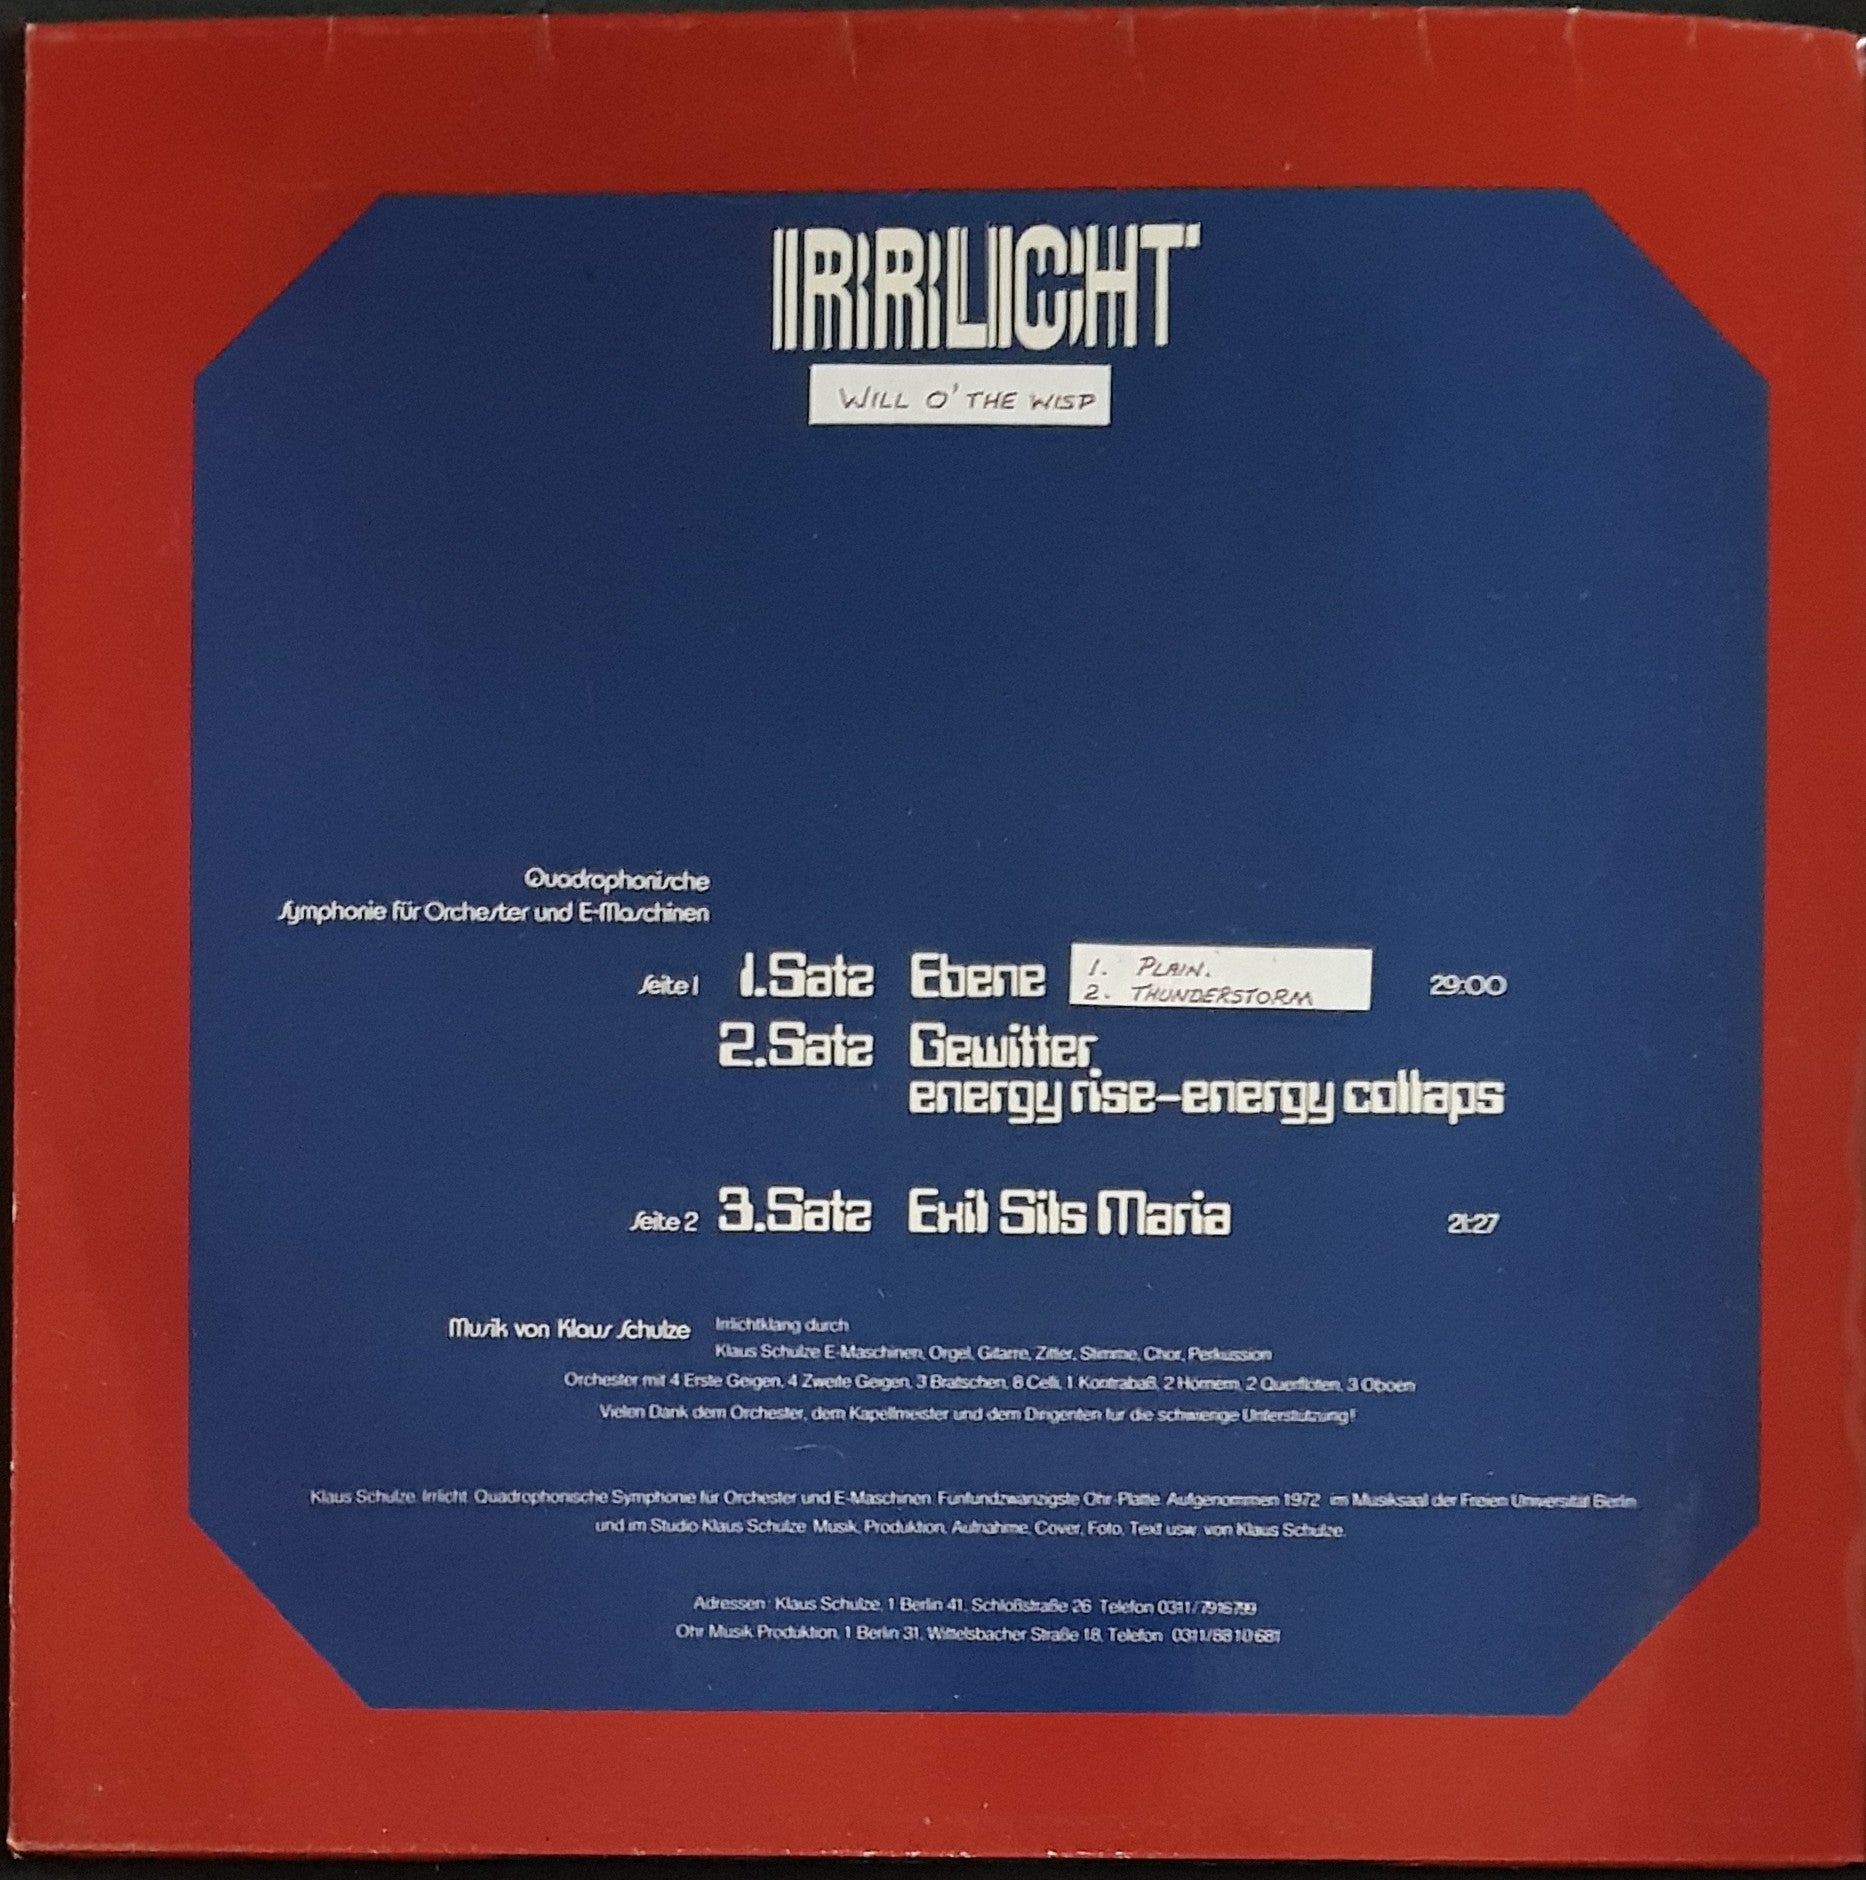 IRRLICHT
WILL O' THE WISP
Quadrophonische
Symphonie für Orchester und E-Maschinen
Seite 1 1.Satz Ebene 1. PLAIN. 29:00
2. THUNDERSTORM
2.Satz Gewitter
energy rise-energy collaps
Seite 2 3.Satz Exil Sils Maria 21:27
Musik von Klaus Schulze Irrlichtklang durch
Klaus Schulze E-Maschinen, Orgel, Gitarre, Zitter, Stimme, Chor, Perkussion
Orchester mit 4 Erste Geigen, 4 Zweite Geigen, 3 Bratschen, 8 Celli, 1 Kontrabaß, 2 Hörnern, 2 Querflöten, 3 Oboen
Vielen Dank dem Orchester, dem Kapellmeister und dem Dirigenten für die schwierige Unterstützung!
Klaus Schulze. Irrlicht. Quadrophonische Symphonie für Orchester und E-Maschinen. Fünfundzwanzigste Ohr-Platte. Aufgenommen 1972 im Musiksaal der Freien Universität Berlin
und im Studio Klaus Schulze. Musik, Produktion, Aufnahme, Cover, Foto, Text usw. von Klaus Schulze.
Adressen: Klaus Schulze, 1 Berlin 41, Schloßstraße 26 Telefon 0311/7916799
Ohr Musik Produktion, 1 Berlin 31, Wittelsbacher Straße 18, Telefon 0311/8810681